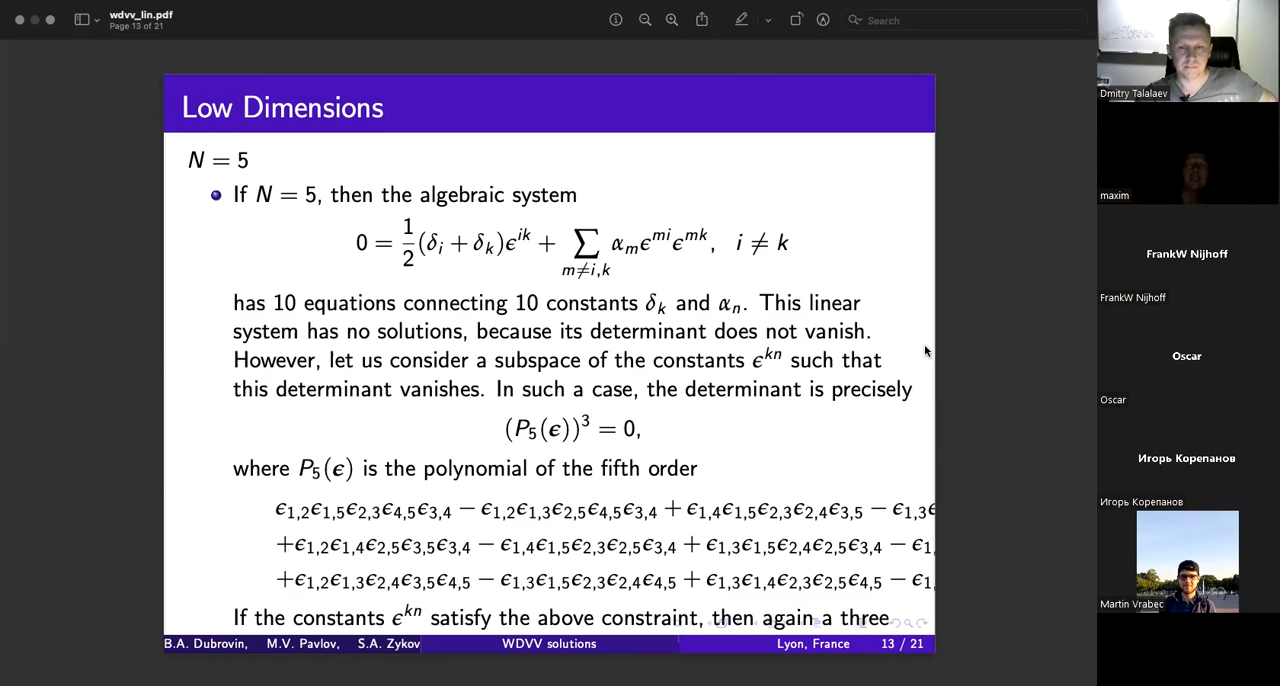 wdvv_lin.pdf
Page 13 of 21
Search
Low Dimensions
N = 5
If N = 5, then the algebraic system
0 = 1/2 (δ_i + δ_k)ϵ^{ik} + ∑_{m≠i,k} α_m ϵ^{mi} ϵ^{mk}, i ≠ k
has 10 equations connecting 10 constants δ_k and α_n. This linear
system has no solutions, because its determinant does not vanish.
However, let us consider a subspace of the constants ϵ^{kn} such that
this determinant vanishes. In such a case, the determinant is precisely
(P_5(ϵ))^3 = 0,
where P_5(ϵ) is the polynomial of the fifth order
ϵ_{1,2}ϵ_{1,5}ϵ_{2,3}ϵ_{4,5}ϵ_{3,4} − ϵ_{1,2}ϵ_{1,3}ϵ_{2,5}ϵ_{4,5}ϵ_{3,4} + ϵ_{1,4}ϵ_{1,5}ϵ_{2,3}ϵ_{2,4}ϵ_{3,5} − ϵ_{1,3}ϵ
+ϵ_{1,2}ϵ_{1,4}ϵ_{2,5}ϵ_{3,5}ϵ_{3,4} − ϵ_{1,4}ϵ_{1,5}ϵ_{2,3}ϵ_{2,5}ϵ_{3,4} + ϵ_{1,3}ϵ_{1,5}ϵ_{2,4}ϵ_{2,5}ϵ_{3,4} − ϵ_{1,
+ϵ_{1,2}ϵ_{1,3}ϵ_{2,4}ϵ_{3,5}ϵ_{4,5} − ϵ_{1,3}ϵ_{1,5}ϵ_{2,3}ϵ_{2,4}ϵ_{4,5} + ϵ_{1,3}ϵ_{1,4}ϵ_{2,3}ϵ_{2,5}ϵ_{4,5} − ϵ_{1,
If the constants ϵ^{kn} satisfy the above constraint, then again a three
B.A. Dubrovin, M.V. Pavlov, S.A. Zykov WDVV solutions Lyon, France 13 / 21
Dmitry Talalaev
maxim
FrankW Nijhoff
FrankW Nijhoff
Oscar
Oscar
Игорь Корепанов
Игорь Корепанов
Martin Vrabec